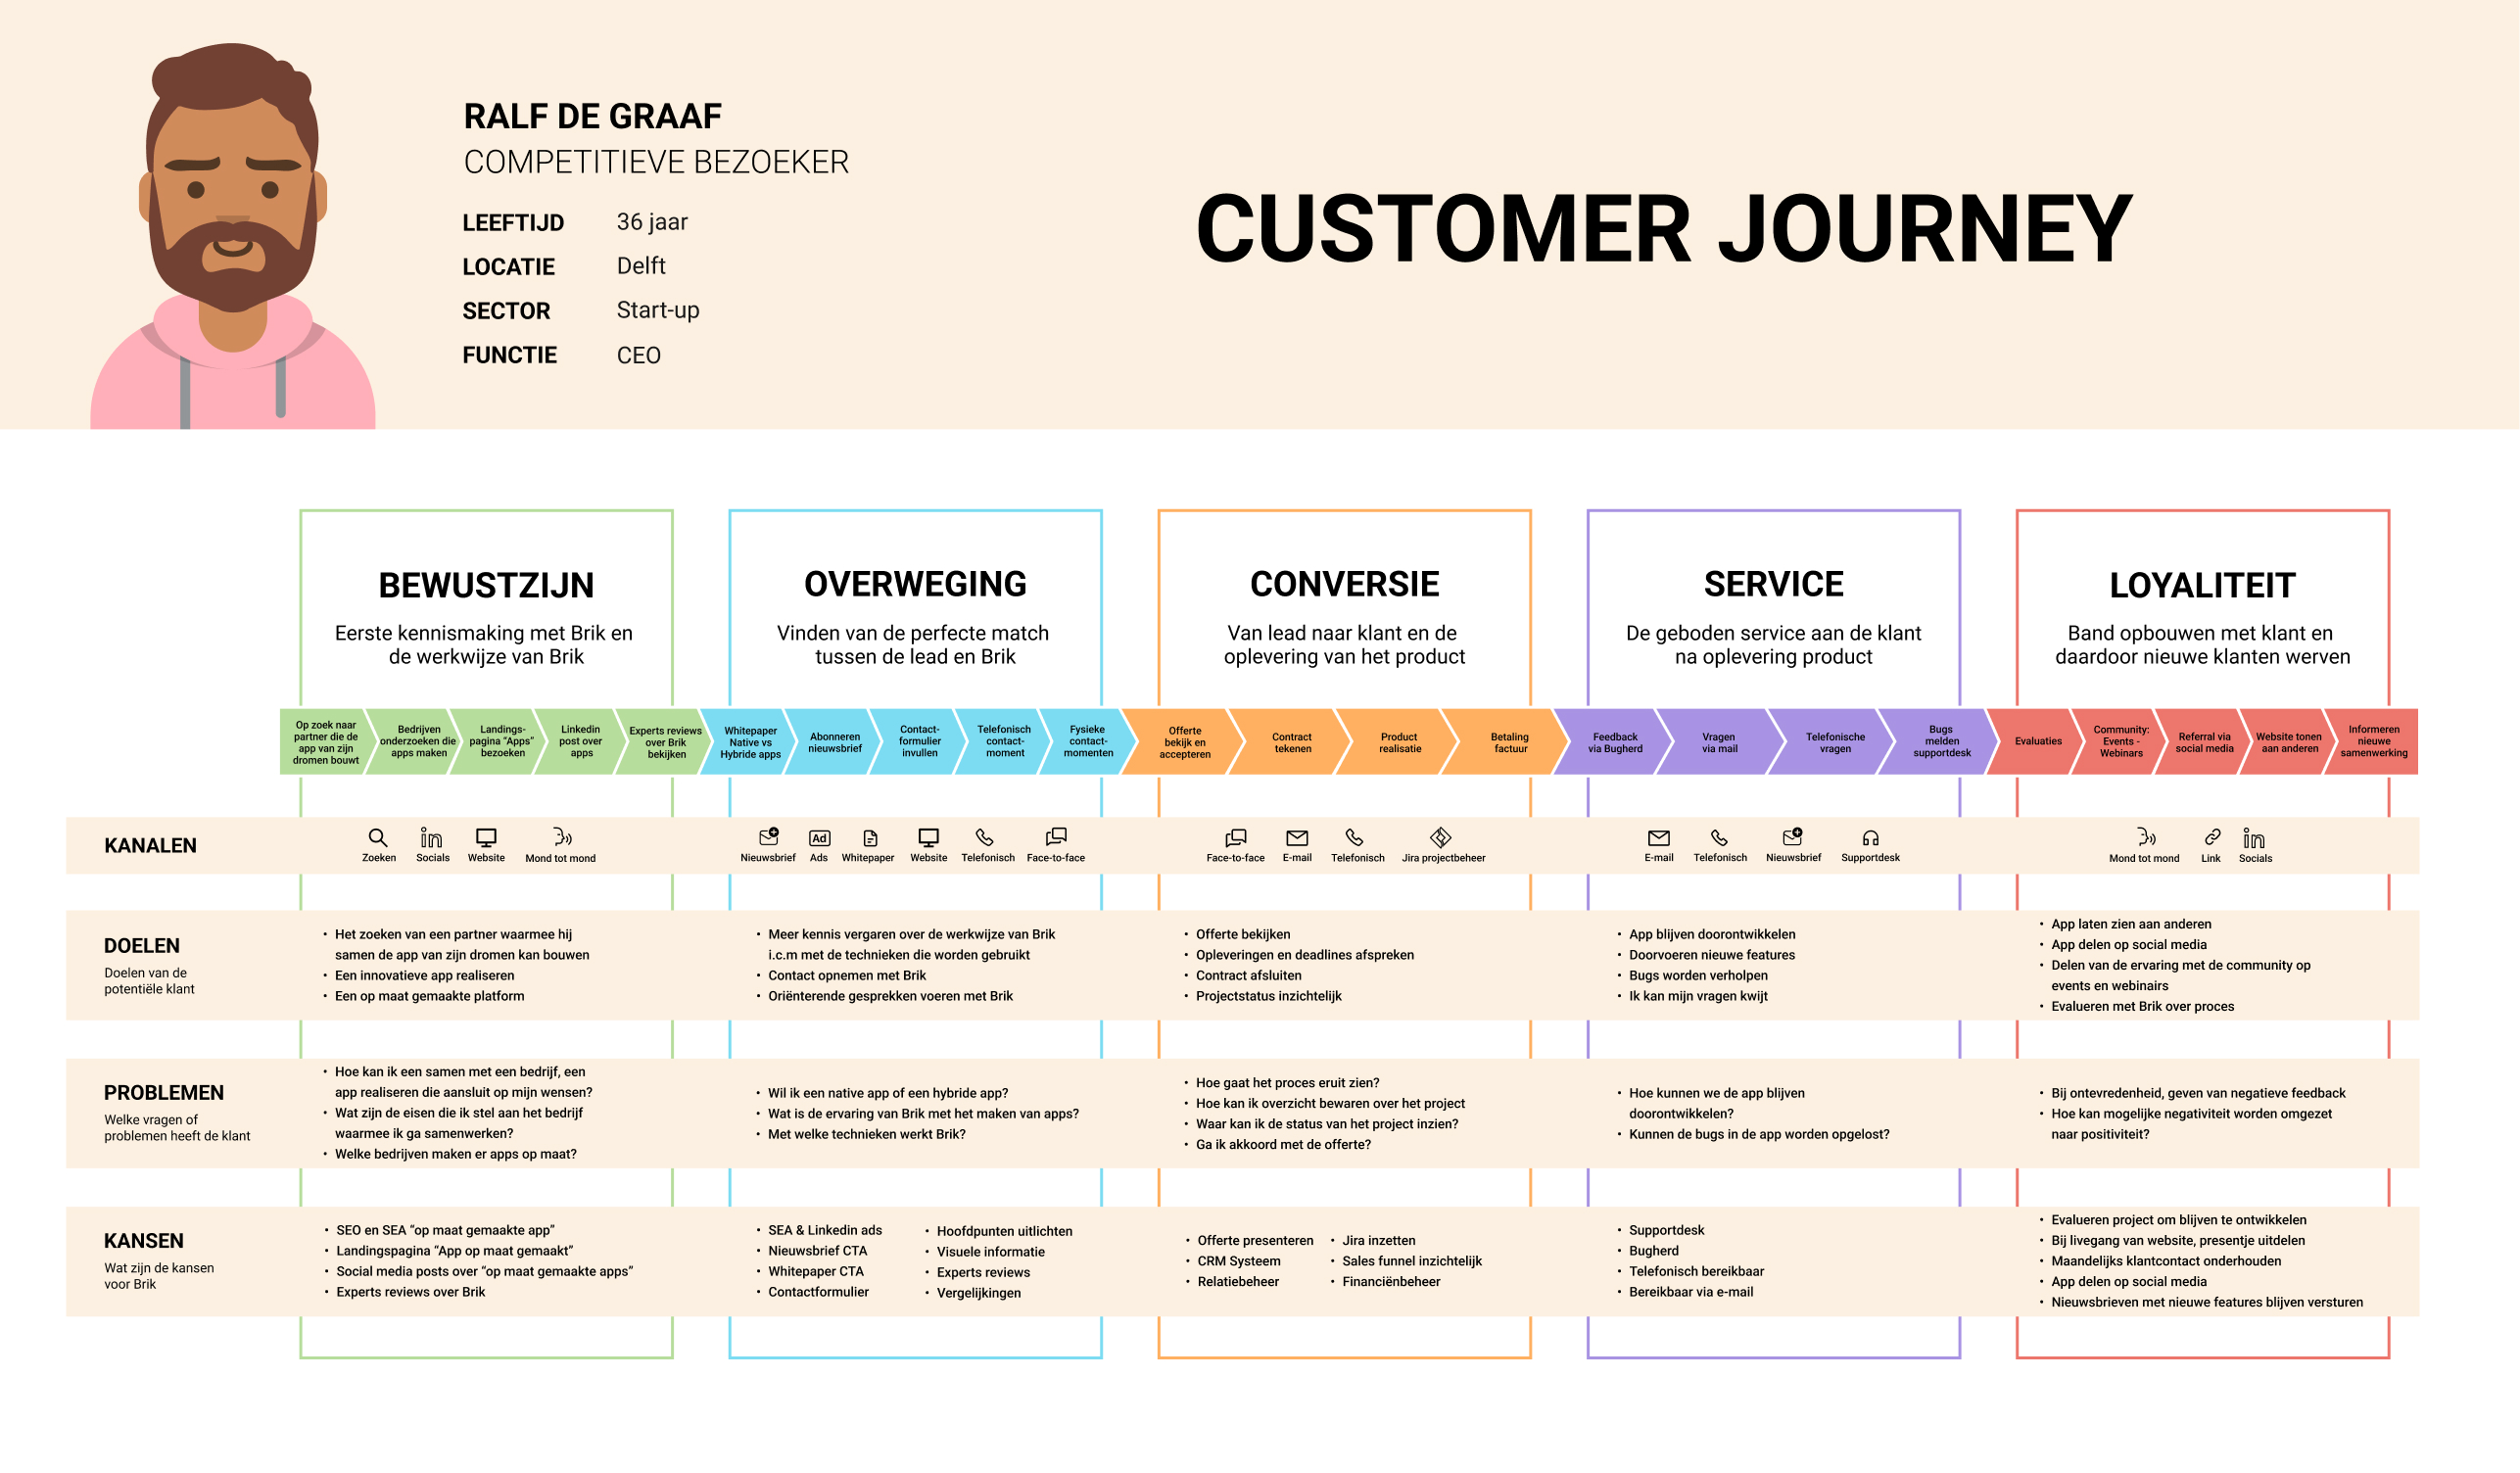 RALF DE GRAAF
COMPETITIEVE BEZOEKER
LEEFTIJD 36 jaar
LOCATIE Delft
SECTOR Start-up
FUNCTIE CEO
CUSTOMER JOURNEY
BEWUSTZIJN
Eerste kennismaking met Brik en
de werkwijze van Brik
OVERWEGING
Vinden van de perfecte match
tussen de lead en Brik
CONVERSIE
Van lead naar klant en de
oplevering van het product
SERVICE
De geboden service aan de klant
na oplevering product
LOYALITEIT
Band opbouwen met klant en
daardoor nieuwe klanten werven
Op zoek naar
partner die de
app van zijn
dromen bouwt
Bedrijven
onderzoeken die
apps maken
Landings-
pagina “Apps”
bezoeken
Linkedin
post over
apps
Experts reviews
over Brik
bekijken
Whitepaper
Native vs
Hybride apps
Abonneren
nieuwsbrief
Contact-
formulier
invullen
Telefonisch
contact-
moment
Fysieke
contact-
momenten
Offerte
bekijk en
accepteren
Contract
tekenen
Product
realisatie
Betaling
factuur
Feedback
via Bugherd
Vragen
via mail
Telefonische
vragen
Bugs
melden
supportdesk
Evaluaties
Community:
Events -
Webinars
Referral via
social media
Website tonen
aan anderen
Informeren
nieuwe
samenwerking
KANALEN
Zoeken
Socials
Website
Mond tot mond
Nieuwsbrief
Ad
Ads
Whitepaper
Website
Telefonisch
Face-to-face
Face-to-face
E-mail
Telefonisch
Jira projectbeheer
E-mail
Telefonisch
Nieuwsbrief
Supportdesk
Mond tot mond
Link
in
Socials
DOELEN
Doelen van de
potentiële klant
• Het zoeken van een partner waarmee hij
samen de app van zijn dromen kan bouwen
• Een innovatieve app realiseren
• Een op maat gemaakte platform
• Meer kennis vergaren over de werkwijze van Brik
i.c.m met de technieken die worden gebruikt
• Contact opnemen met Brik
• Oriënterende gesprekken voeren met Brik
• Offerte bekijken
• Opleveringen en deadlines afspreken
• Contract afsluiten
• Projectstatus inzichtelijk
• App blijven doorontwikkelen
• Doorvoeren nieuwe features
• Bugs worden verholpen
• Ik kan mijn vragen kwijt
• App laten zien aan anderen
• App delen op social media
• Delen van de ervaring met de community op
events en webinairs
• Evalueren met Brik over proces
PROBLEMEN
Welke vragen of
problemen heeft de klant
• Hoe kan ik een samen met een bedrijf, een
app realiseren die aansluit op mijn wensen?
• Wat zijn de eisen die ik stel aan het bedrijf
waarmee ik ga samenwerken?
• Welke bedrijven maken er apps op maat?
• Wil ik een native app of een hybride app?
• Wat is de ervaring van Brik met het maken van apps?
• Met welke technieken werkt Brik?
• Hoe gaat het proces eruit zien?
• Hoe kan ik overzicht bewaren over het project
• Waar kan ik de status van het project inzien?
• Ga ik akkoord met de offerte?
• Hoe kunnen we de app blijven
doorontwikkelen?
• Kunnen de bugs in de app worden opgelost?
• Bij ontevredenheid, geven van negatieve feedback
• Hoe kan mogelijke negativiteit worden omgezet
naar positiviteit?
KANSEN
Wat zijn de kansen
voor Brik
• SEO en SEA “op maat gemaakte app”
• Landingspagina “App op maat gemaakt”
• Social media posts over “op maat gemaakte apps”
• Experts reviews over Brik
• SEA & Linkedin ads
• Nieuwsbrief CTA
• Whitepaper CTA
• Contactformulier
• Hoofdpunten uitlichten
• Visuele informatie
• Experts reviews
• Vergelijkingen
• Offerte presenteren
• CRM Systeem
• Relatiebeheer
• Jira inzetten
• Sales funnel inzichtelijk
• Financiënbeheer
• Supportdesk
• Bugherd
• Telefonisch bereikbaar
• Bereikbaar via e-mail
• Evalueren project om blijven te ontwikkelen
• Bij livegang van website, presentje uitdelen
• Maandelijks klantcontact onderhouden
• App delen op social media
• Nieuwsbrieven met nieuwe features blijven versturen